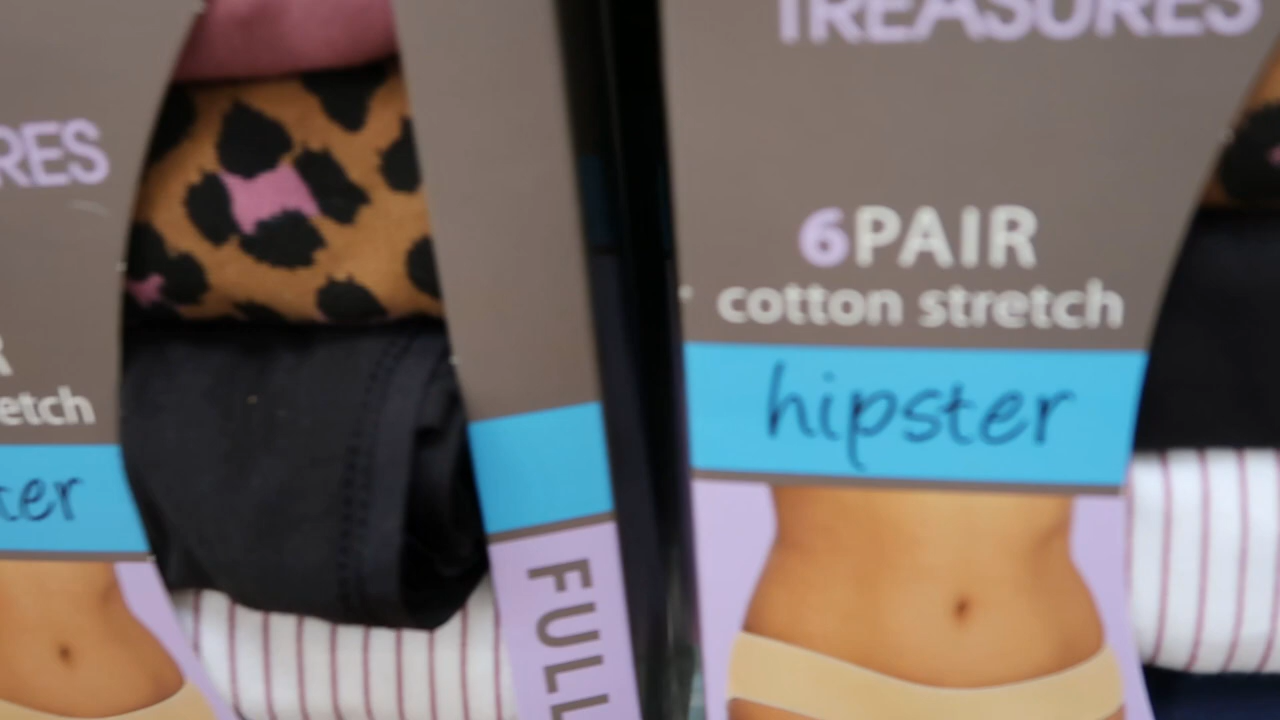 TREASURES
6PAIR
cotton stretch
hipster
RES
R
etch
ter
FULL